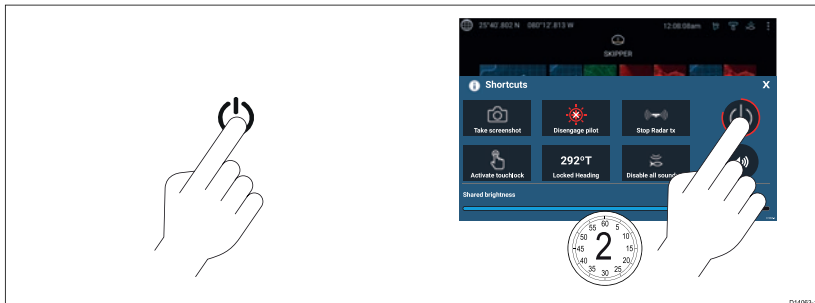 25°40'.802 N 080°12'.813 W 12:08:08am
SKIPPER
Shortcuts X
Take screenshot Disengage pilot Stop Radar tx
292°T
Activate touchlock Locked Heading Disable all sound
Shared brightness
60
55 5
50 10
45 2 15
40 20
35 25
30